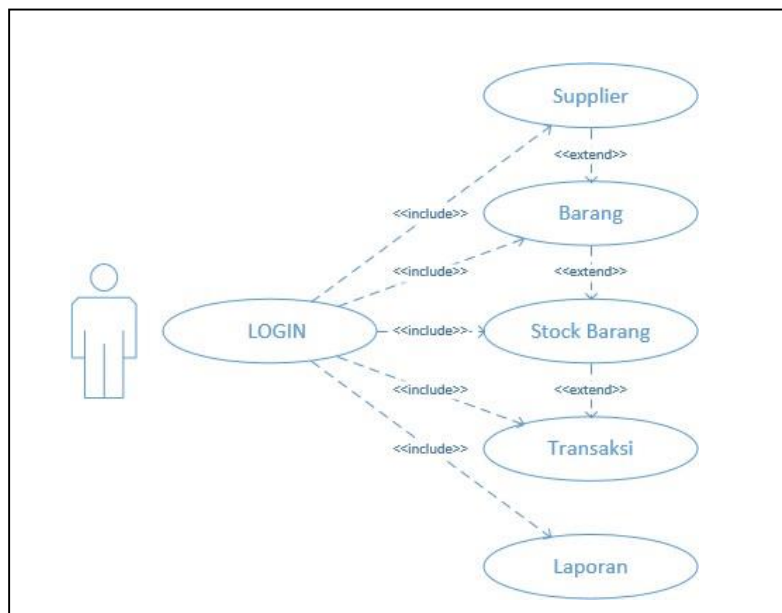 Supplier
<<extend>>
<<include>>
Barang
<<include>>
<<extend>>
LOGIN
<<include>>
Stock Barang
<<include>>
<<extend>>
<<include>>
Transaksi
Laporan